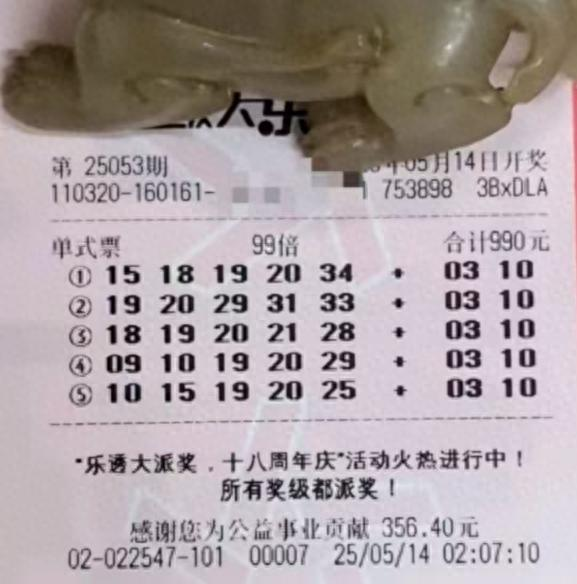 大乐
第 25053期
年05月14日开奖
110320-160161-
1 753898 3BxDLA
单式票 99倍 合计990元
① 15 18 19 20 34 + 03 10
② 19 20 29 31 33 + 03 10
③ 18 19 20 21 28 + 03 10
④ 09 10 19 20 29 + 03 10
⑤ 10 15 19 20 25 + 03 10
"乐透大派奖，十八周年庆"活动火热进行中！
所有奖级都派奖！
感谢您为公益事业贡献 356.40元
02-022547-101 00007 25/05/14 02:07:10